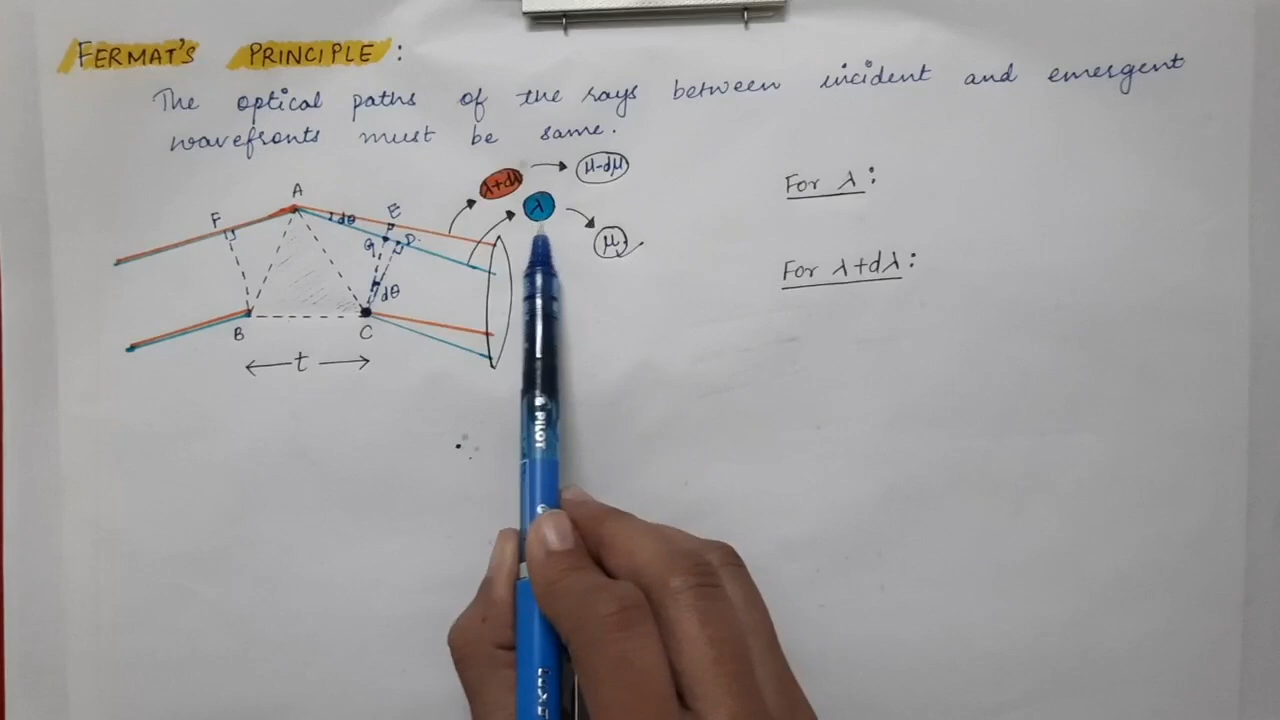 FERMAT'S PRINCIPLE :
The optical paths of the rays between incident and emergent
wavefronts must be same.
λ+dλ → μ-dμ
λ
μ
A
F
dθ
E
G
D
dθ
B
C
← t →
For λ :
For λ+dλ :
PILOT